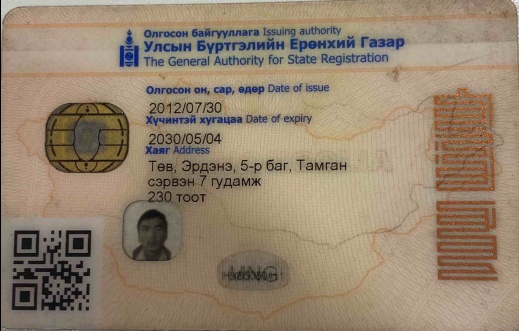 Олгосон байгууллага Issuing authority
Улсын Бүртгэлийн Ерөнхий Газар
The General Authority for State Registration
Олгосон он, сар, өдөр Date of issue
2012/07/30
Хүчинтэй хугацаа Date of expiry
2030/05/04
Хаяг Address
Төв, Эрдэнэ, 5-р баг, Тамган
сэрвэн 7 гудамж
230 тоот